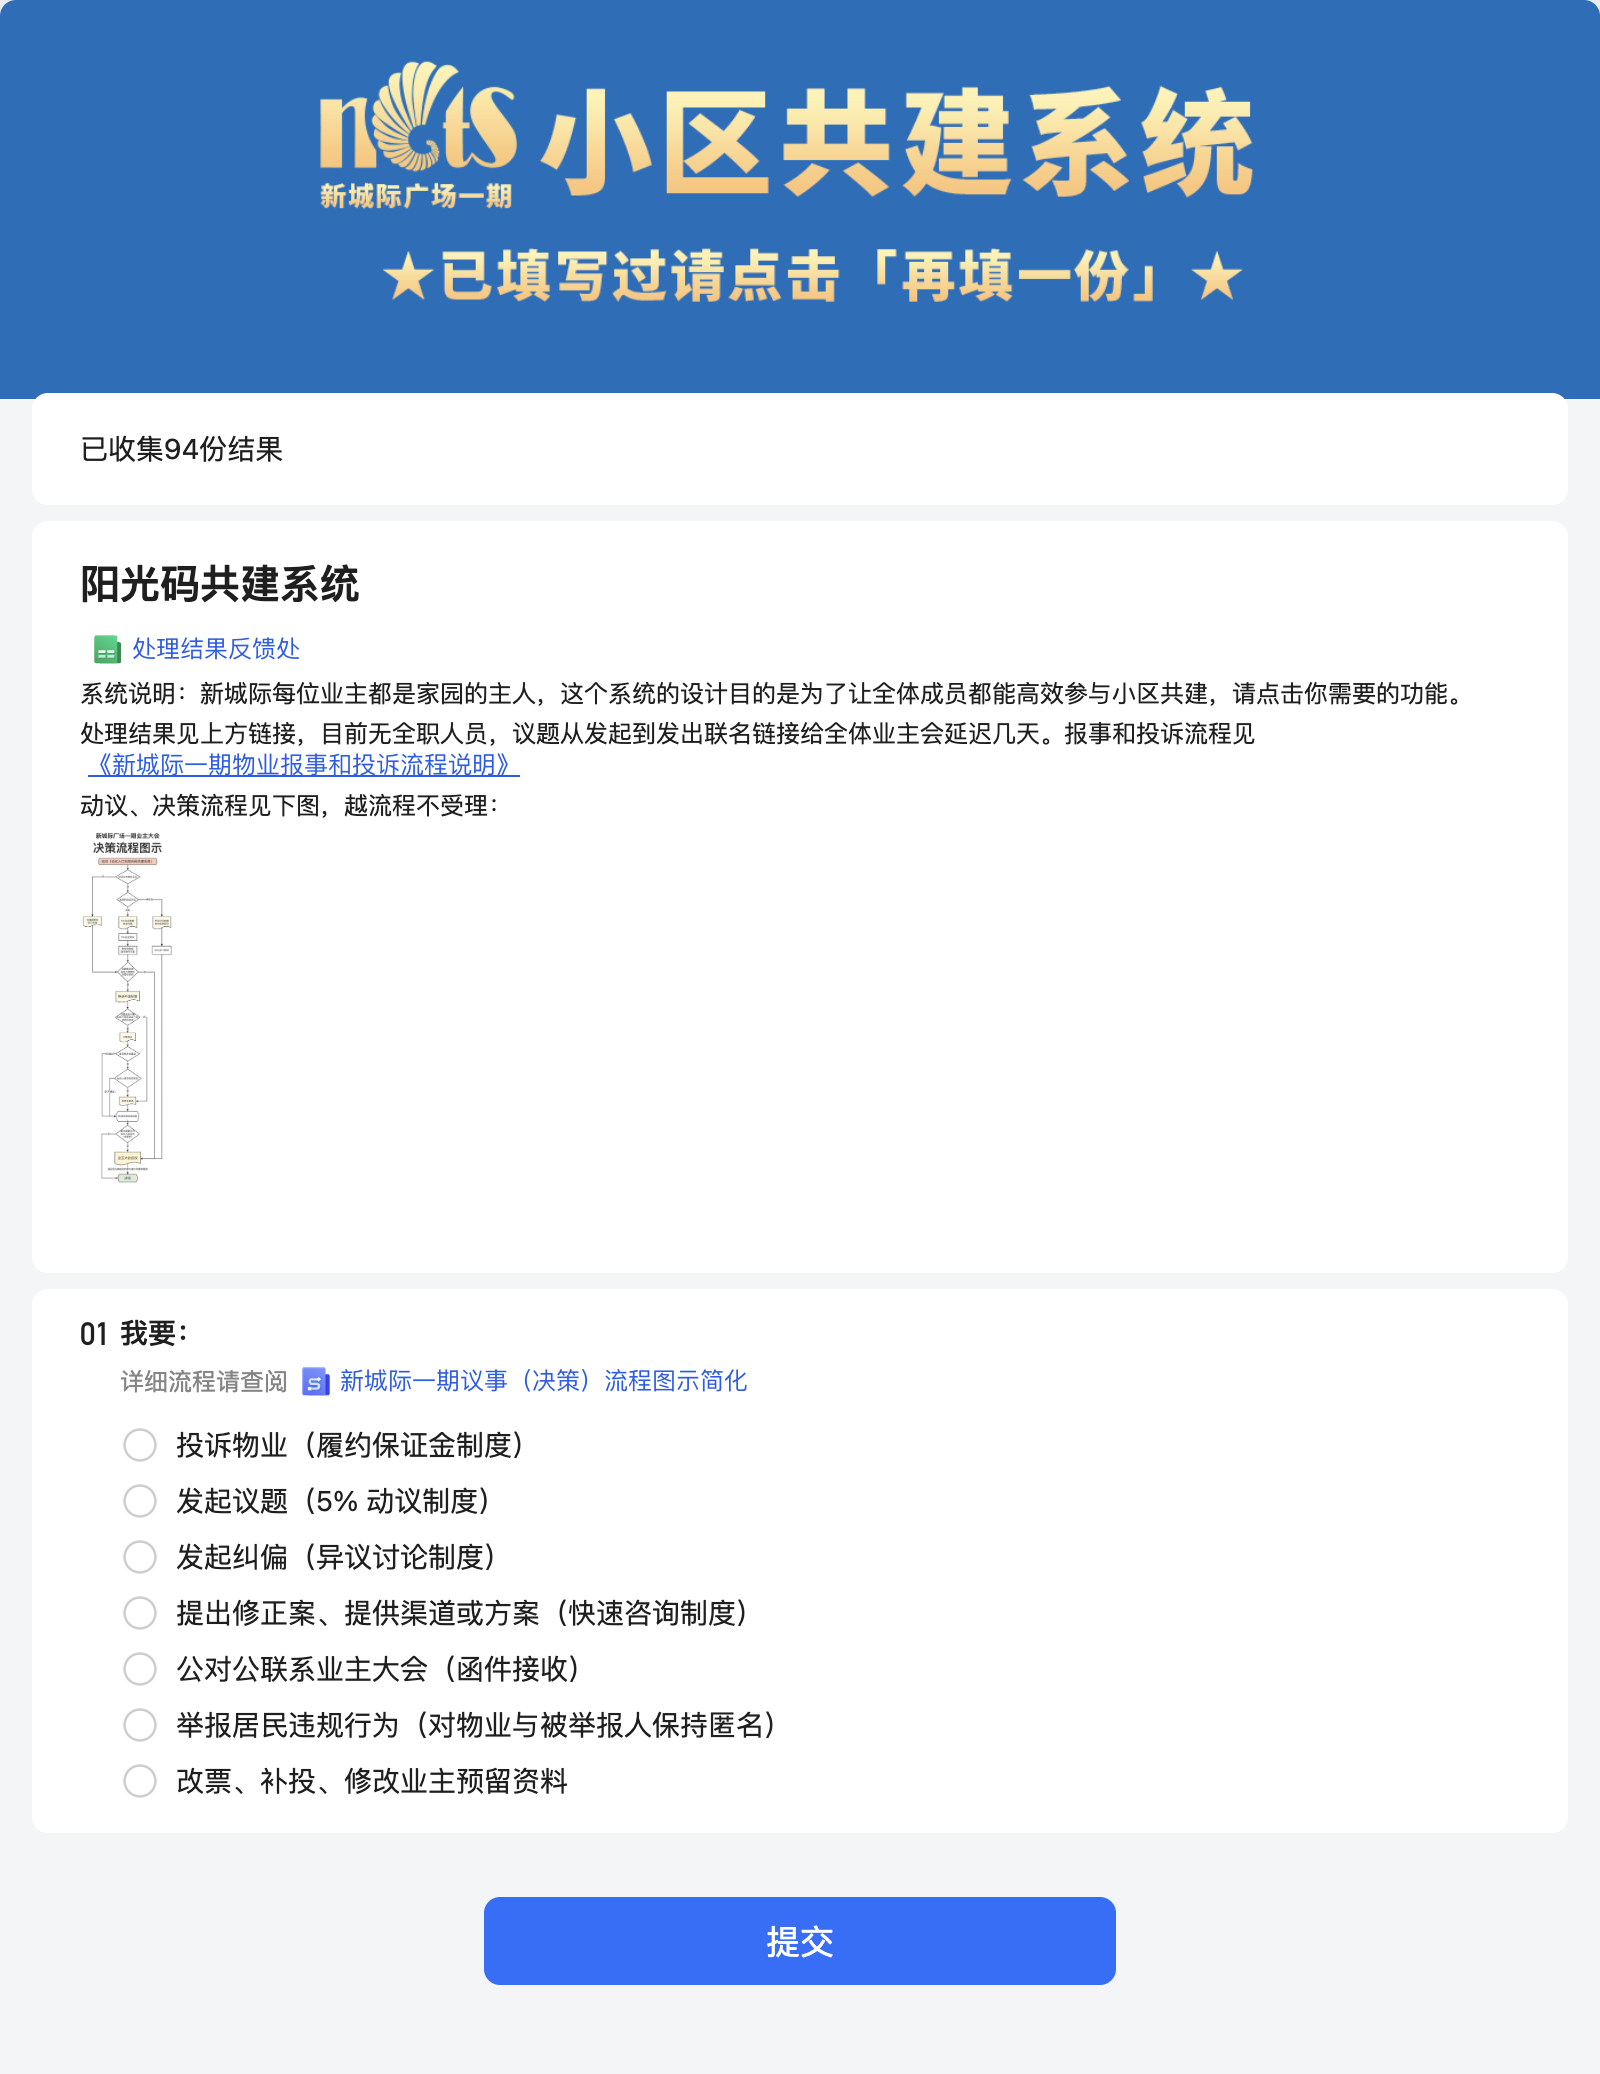 ncts
小区共建系统
新城际广场一期
★已填写过请点击「再填一份」★
已收集94份结果
阳光码共建系统
处理结果反馈处
系统说明：新城际每位业主都是家园的主人，这个系统的设计目的是为了让全体成员都能高效参与小区共建，请点击你需要的功能。
处理结果见上方链接，目前无全职人员，议题从发起到发出联名链接给全体业主会延迟几天。报事和投诉流程见
《新城际一期物业报事和投诉流程说明》
动议、决策流程见下图，越流程不受理：
新城际广场一期业主大会
决策流程图示
01 我要：
详细流程请查阅 新城际一期议事（决策）流程图示简化
投诉物业（履约保证金制度）
发起议题（5% 动议制度）
发起纠偏（异议讨论制度）
提出修正案、提供渠道或方案（快速咨询制度）
公对公联系业主大会（函件接收）
举报居民违规行为（对物业与被举报人保持匿名）
改票、补投、修改业主预留资料
提交